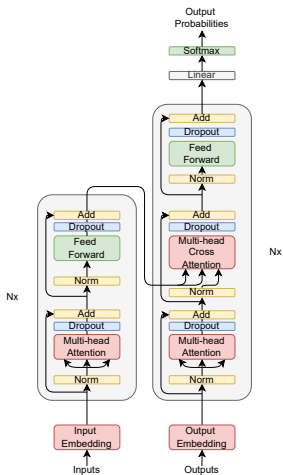 Output
Probabilities
Softmax
Linear
Add
Dropout
Feed
Forward
Norm
Add
Multi-head
Cross
Attention
Norm
Add
Dropout
Multi-head
Attention
Norm
Nx
Output
Embedding
Outputs
Add
Dropout
Feed
Forward
Norm
Add
Dropout
Multi-head
Attention
Norm
Nx
Input
Embedding
Inputs
Dropout